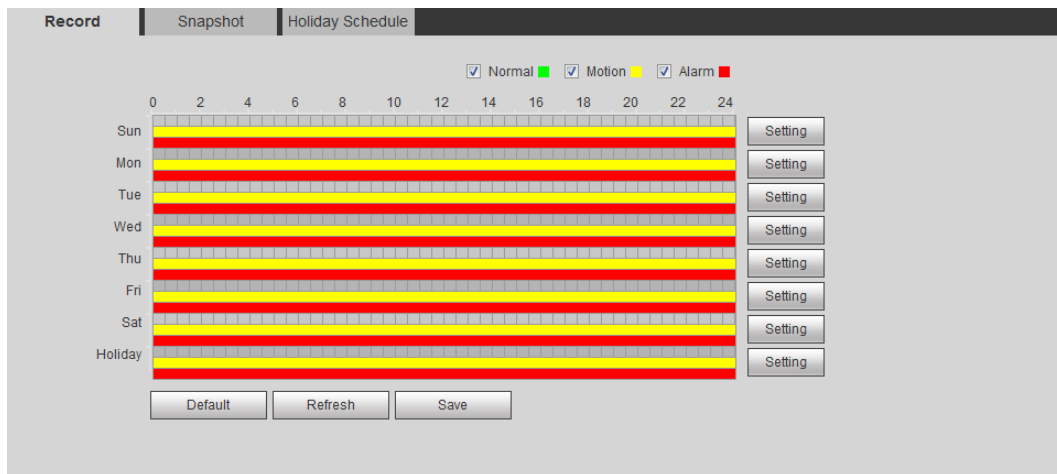 Record Snapshot Holiday Schedule
Normal Motion Alarm
0 2 4 6 8 10 12 14 16 18 20 22 24
Sun Setting
Mon Setting
Tue Setting
Wed Setting
Thu Setting
Fri Setting
Sat Setting
Holiday Setting
Default Refresh Save